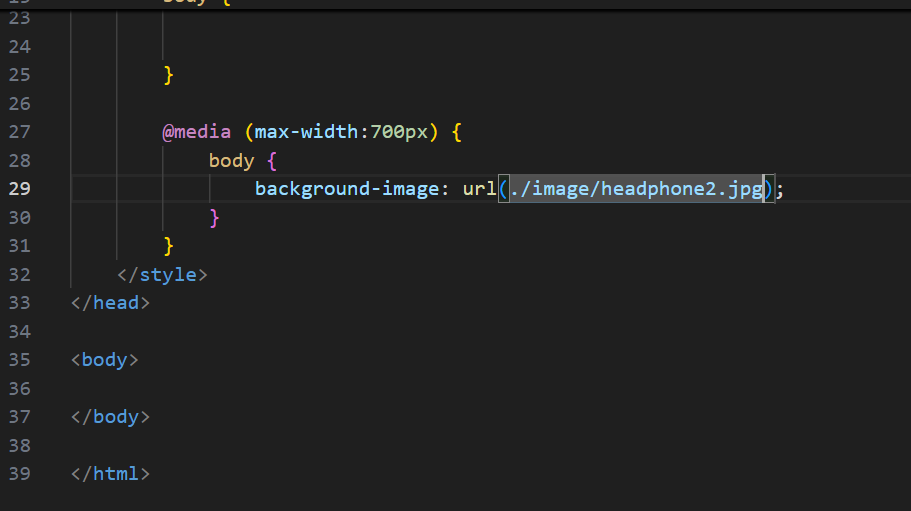 body {
23
24
25 }
26
27 @media (max-width:700px) {
28 body {
29 background-image: url(./image/headphone2.jpg);
30 }
31 }
32 </style>
33 </head>
34
35 <body>
36
37 </body>
38
39 </html>